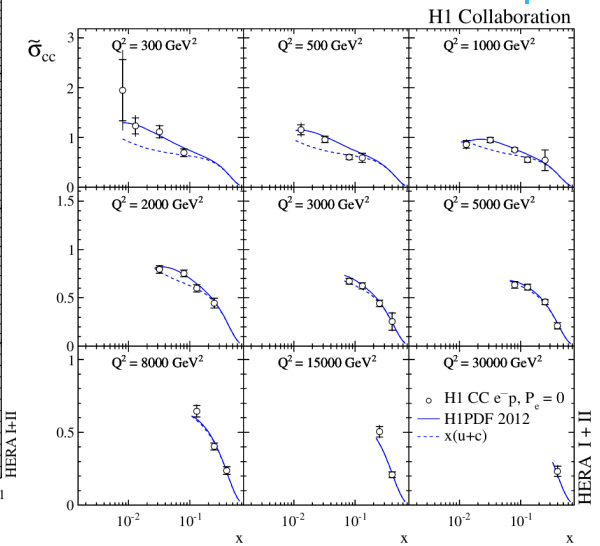 H1 Collaboration
σ̃cc
Q² = 300 GeV²
Q² = 500 GeV²
Q² = 1000 GeV²
3
2
1
0
Q² = 2000 GeV²
Q² = 3000 GeV²
Q² = 5000 GeV²
1.5
1
0.5
0
Q² = 8000 GeV²
Q² = 15000 GeV²
Q² = 30000 GeV²
1
0.5
0
H1 CC e⁻p, Pₑ = 0
H1PDF 2012
x(u+c)
10⁻² 10⁻¹
10⁻² 10⁻¹
10⁻² 10⁻¹
x
x
x
HERA I+II
1
HERA I + II